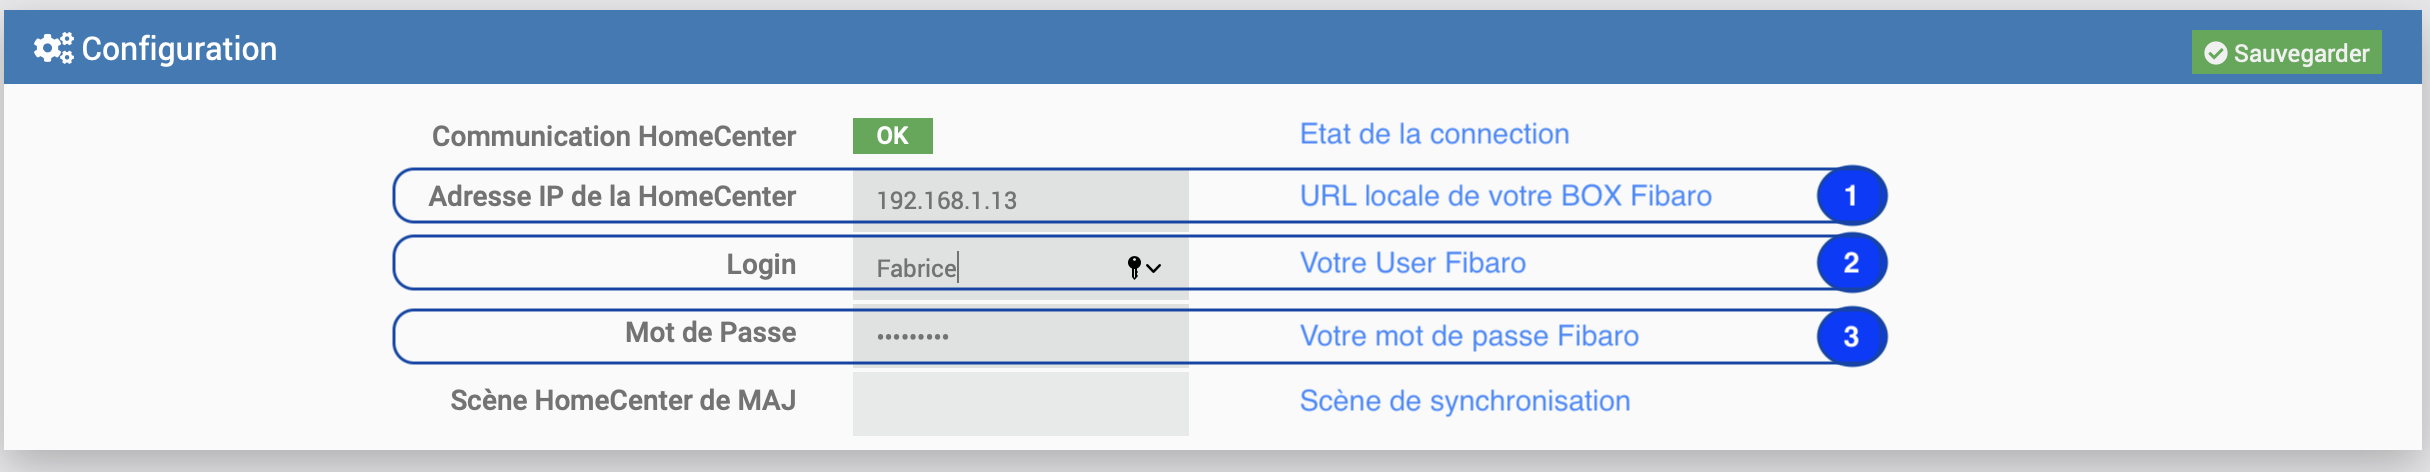 Configuration
Sauvegarder
Communication HomeCenter OK Etat de la connection
Adresse IP de la HomeCenter 192.168.1.13 URL locale de votre BOX Fibaro 1
Login Fabrice Votre User Fibaro 2
Mot de Passe ••••••••• Votre mot de passe Fibaro 3
Scène HomeCenter de MAJ Scène de synchronisation